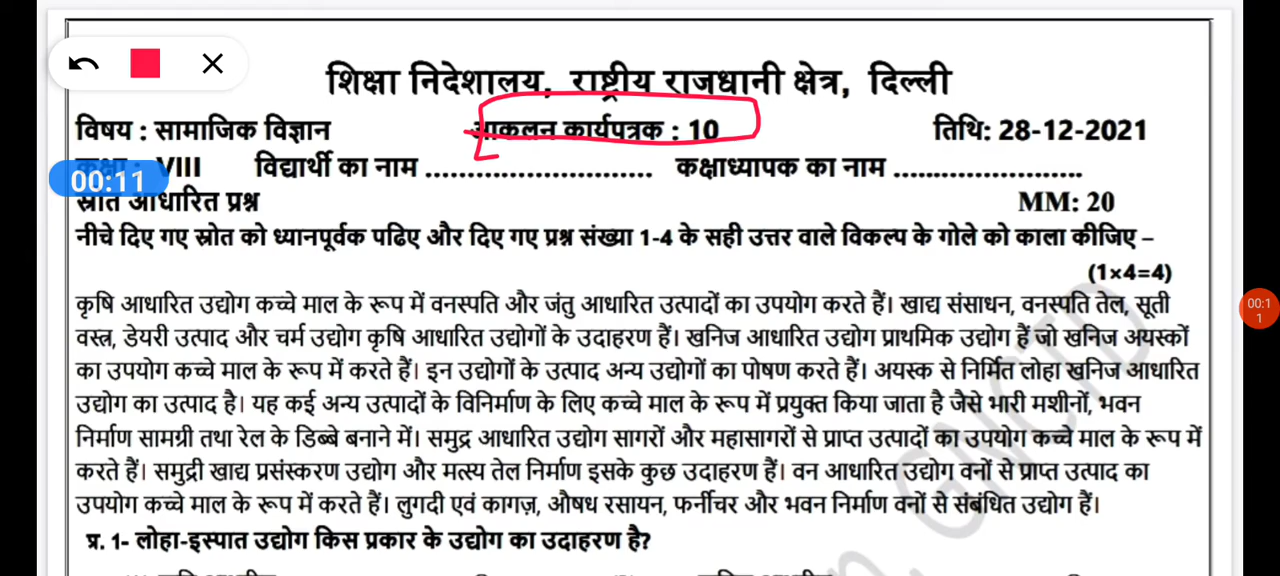 शिक्षा निदेशालय, राष्ट्रीय राजधानी क्षेत्र, दिल्ली
विषय : सामाजिक विज्ञान आकलन कार्यपत्रक : 10 तिथि: 28-12-2021
कक्षा : VIII विद्यार्थी का नाम ........................... कक्षाध्यापक का नाम .......................
00:11
स्रोत आधारित प्रश्न MM: 20
नीचे दिए गए स्रोत को ध्यानपूर्वक पढिए और दिए गए प्रश्न संख्या 1-4 के सही उत्तर वाले विकल्प के गोले को काला कीजिए –
(1×4=4)
कृषि आधारित उद्योग कच्चे माल के रूप में वनस्पति और जंतु आधारित उत्पादों का उपयोग करते हैं। खाद्य संसाधन, वनस्पति तेल, सूती
00:1
1
वस्त्र, डेयरी उत्पाद और चर्म उद्योग कृषि आधारित उद्योगों के उदाहरण हैं। खनिज आधारित उद्योग प्राथमिक उद्योग हैं जो खनिज अयस्कों
का उपयोग कच्चे माल के रूप में करते हैं। इन उद्योगों के उत्पाद अन्य उद्योगों का पोषण करते हैं। अयस्क से निर्मित लोहा खनिज आधारित
उद्योग का उत्पाद है। यह कई अन्य उत्पादों के विनिर्माण के लिए कच्चे माल के रूप में प्रयुक्त किया जाता है जैसे भारी मशीनों, भवन
निर्माण सामग्री तथा रेल के डिब्बे बनाने में। समुद्र आधारित उद्योग सागरों और महासागरों से प्राप्त उत्पादों का उपयोग कच्चे माल के रूप में
करते हैं। समुद्री खाद्य प्रसंस्करण उद्योग और मत्स्य तेल निर्माण इसके कुछ उदाहरण हैं। वन आधारित उद्योग वनों से प्राप्त उत्पाद का
उपयोग कच्चे माल के रूप में करते हैं। लुगदी एवं कागज़, औषध रसायन, फर्नीचर और भवन निर्माण वनों से संबंधित उद्योग हैं।
प्र. 1- लोहा-इस्पात उद्योग किस प्रकार के उद्योग का उदाहरण है?
GNCTD